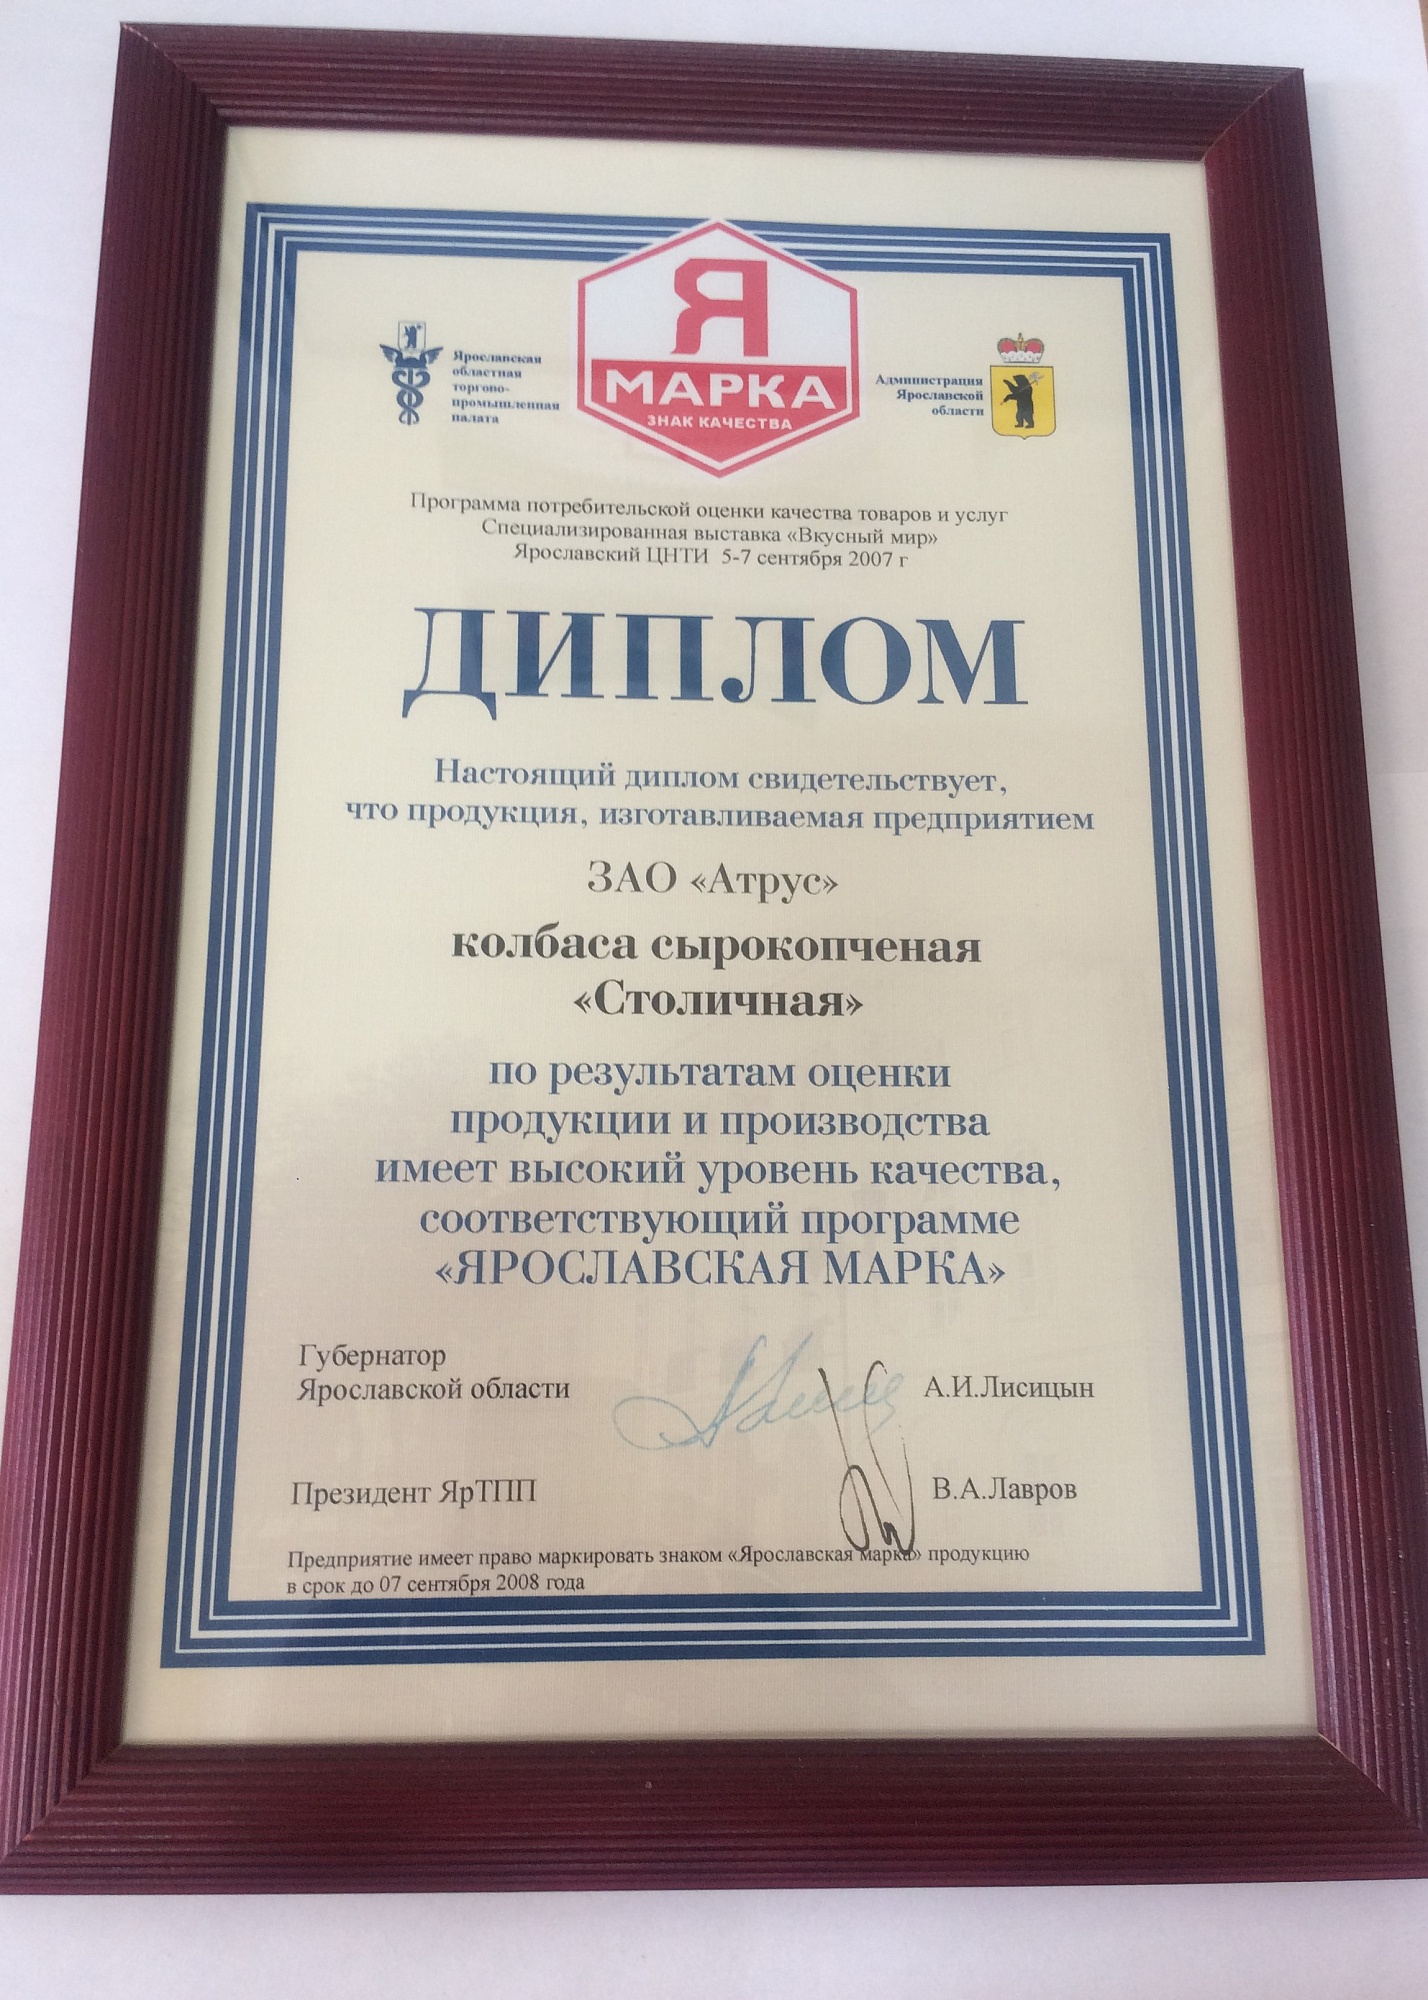 Я
МАРКА
ЗНАК КАЧЕСТВА
Ярославская
областная
торгово-
промышленная
палата
Администрация
Ярославской
области
Программа потребительской оценки качества товаров и услуг
Специализированная выставка «Вкусный мир»
Ярославский ЦНТИ 5-7 сентября 2007 г
ДИПЛОМ
Настоящий диплом свидетельствует,
что продукция, изготавливаемая предприятием
ЗАО «Атрус»
колбаса сырокопченая
«Столичная»
по результатам оценки
продукции и производства
имеет высокий уровень качества,
соответствующий программе
«ЯРОСЛАВСКАЯ МАРКА»
Губернатор
Ярославской области А.И.Лисицын
Президент ЯрТПП В.А.Лавров
Предприятие имеет право маркировать знаком «Ярославская марка» продукцию
в срок до 07 сентября 2008 года